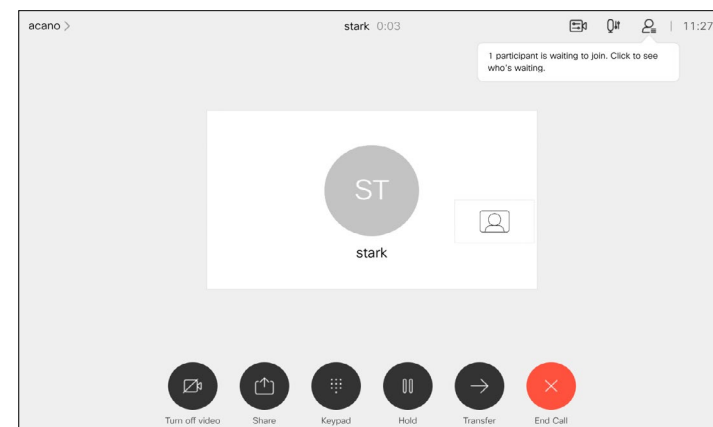 acano >
stark 0:03
11:27
1 participant is waiting to join. Click to see
who's waiting.
ST
stark
Turn off video
Share
Keypad
Hold
Transfer
End Call